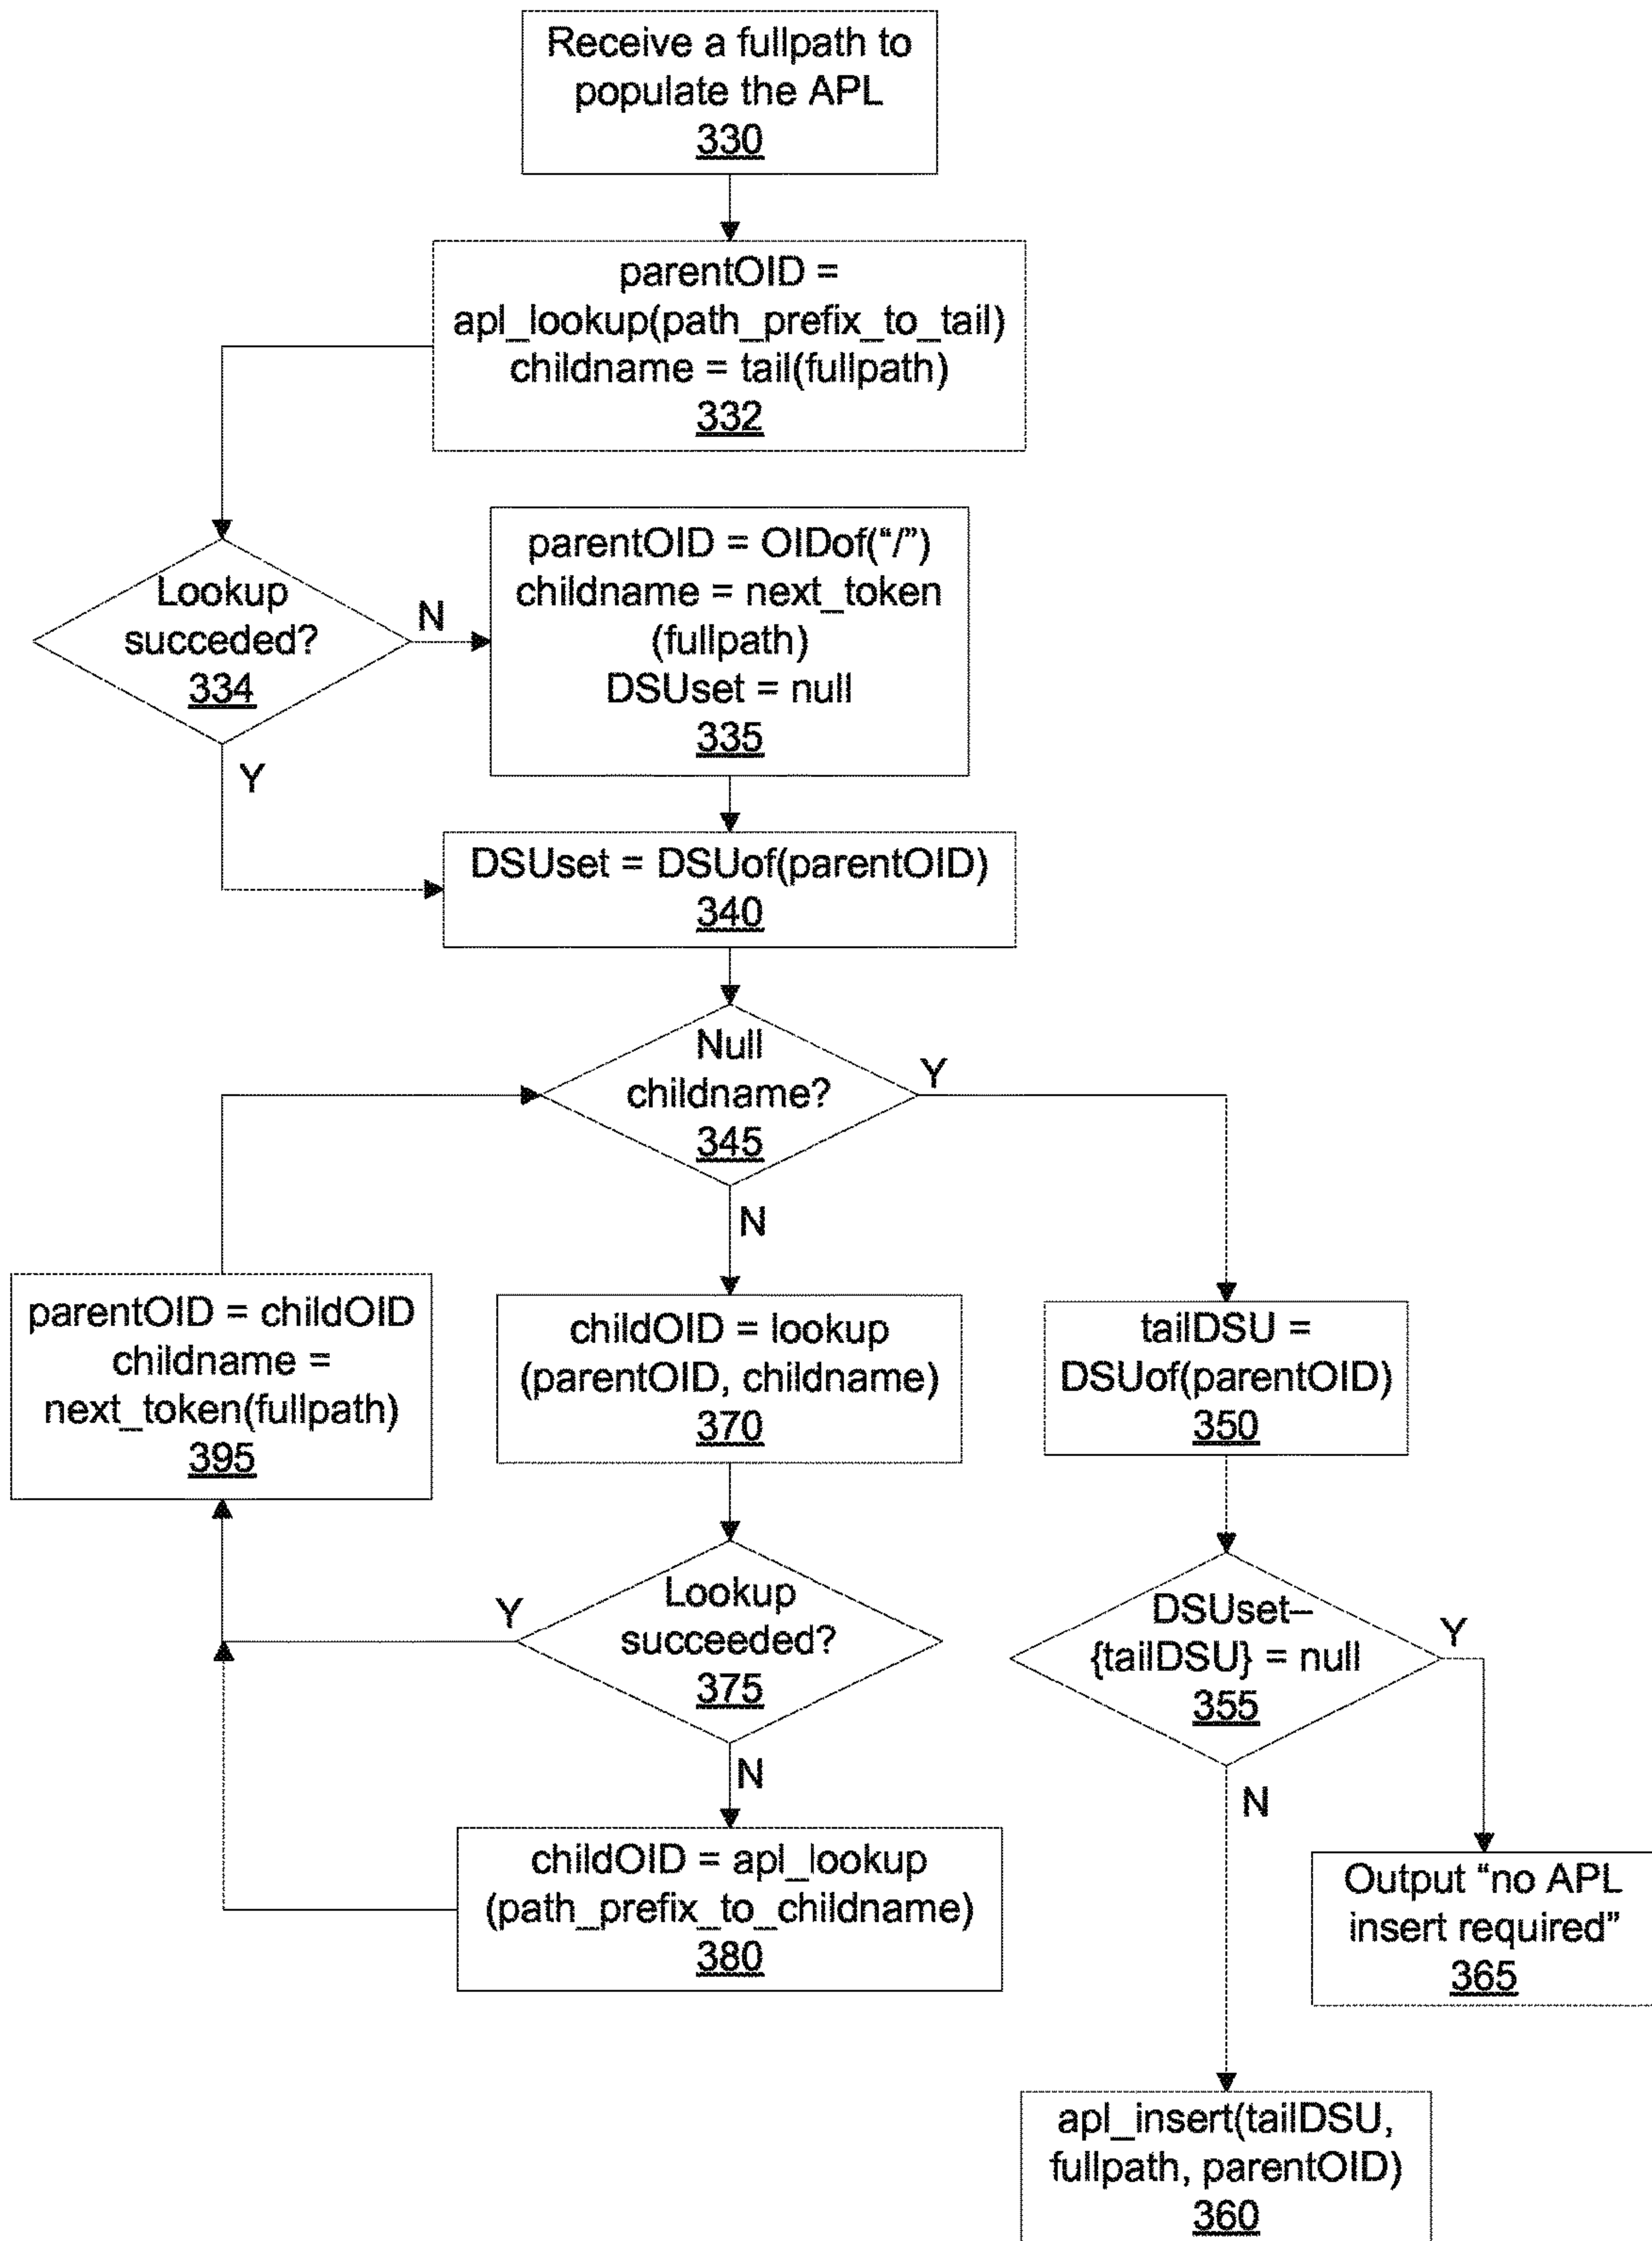 Receive a fullpath to
populate the APL
330
parentOID =
apl_lookup(path_prefix_to_tail)
childname = tail(fullpath)
332
Lookup
succeded?
334
N
Y
parentOID = OIDof("/")
childname = next_token
(fullpath)
DSUset = null
335
DSUset = DSUof(parentOID)
340
Null
childname?
345
Y
N
parentOID = childOID
childname =
next_token(fullpath)
395
childOID = lookup
(parentOID, childname)
370
tailDSU =
DSUof(parentOID)
350
Lookup
succeeded?
375
Y
N
DSUset–
{tailDSU} = null
355
Y
N
childOID = apl_lookup
(path_prefix_to_childname)
380
Output “no APL
insert required”
365
apl_insert(tailDSU,
fullpath, parentOID)
360